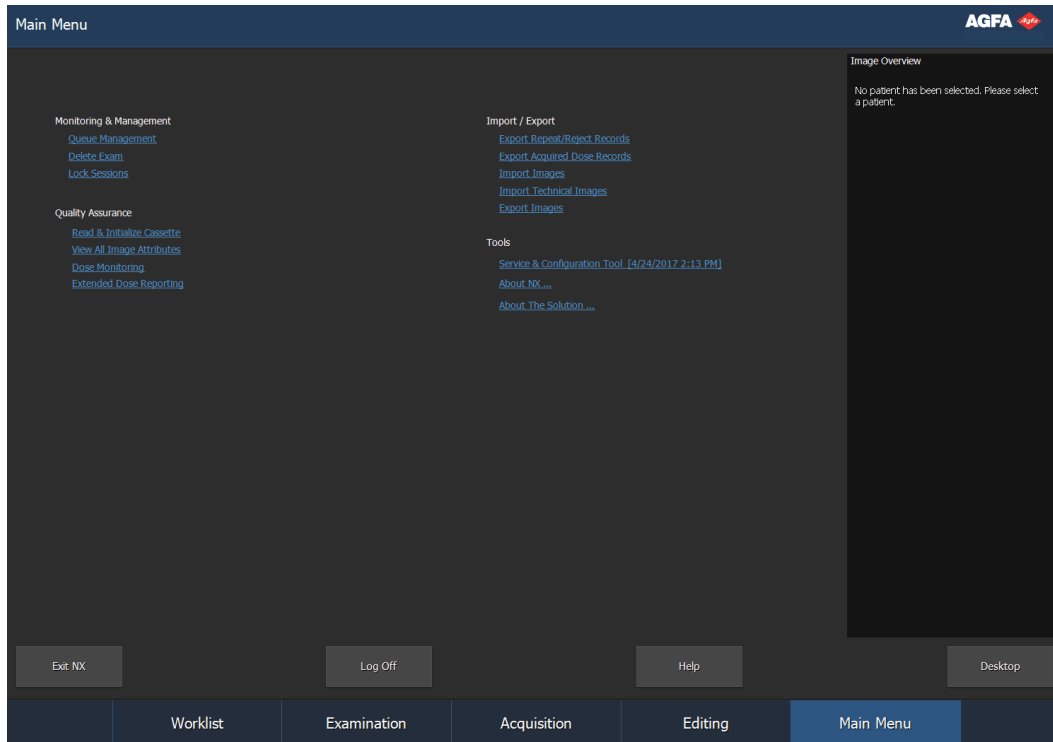 Main Menu
AGFA Agfa
Image Overview
No patient has been selected. Please select
a patient.
Monitoring & Management
Queue Management
Delete Exam
Lock Sessions
Quality Assurance
Read & Initialize Cassette
View All Image Attributes
Dose Monitoring
Extended Dose Reporting
Import / Export
Export Repeat/Reject Records
Export Acquired Dose Records
Import Images
Import Technical Images
Export Images
Tools
Service & Configuration Tool [4/24/2017 2:13 PM]
About NX ...
About The Solution ...
Exit NX
Log Off
Help
Desktop
Worklist
Examination
Acquisition
Editing
Main Menu